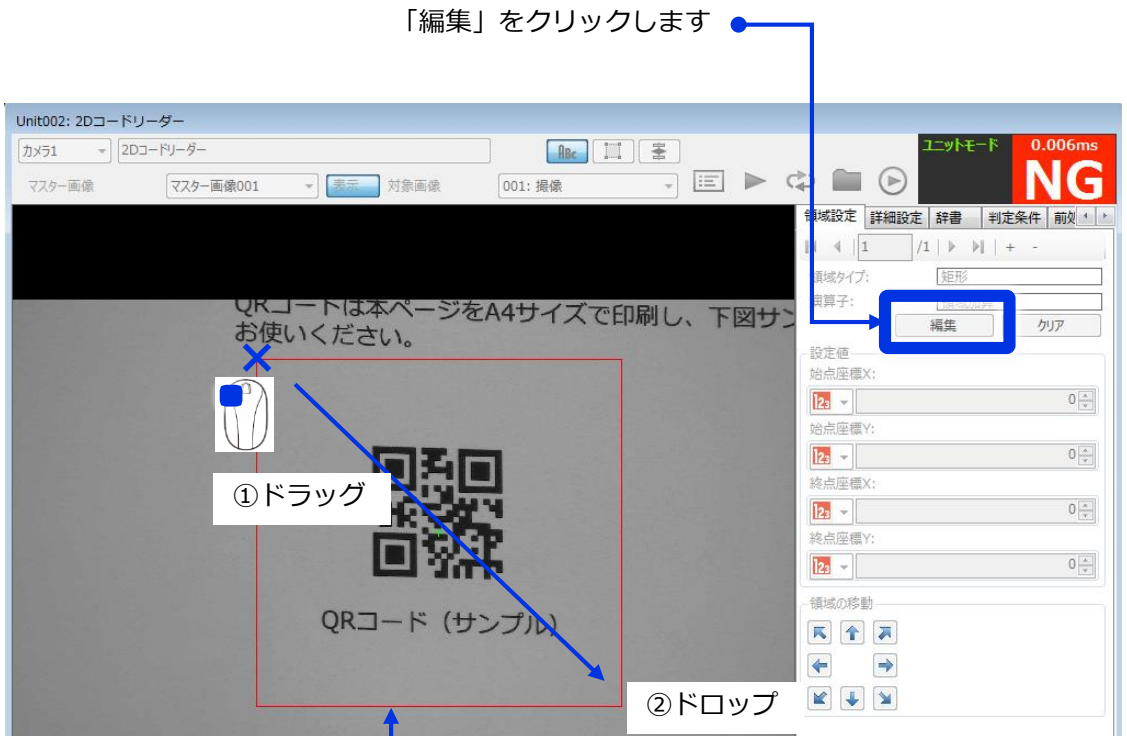 「編集」をクリックします
Unit002: 2Dコードリーダー
カメラ1
2Dコードリーダー
ABC
ユニットモード
0.006ms
NG
マスター画像
マスター画像001
表示
対象画像
001: 撮像
領域設定
詳細設定
辞書
判定条件
前処
1
/1
+ -
領域タイプ:
矩形
演算子:
編集
クリア
QRコードは本ページをA4サイズで印刷し、下図サン
お使いください。
設定値
始点座標X:
123
0
始点座標Y:
123
0
①ドラッグ
終点座標X:
123
0
終点座標Y:
123
0
QRコード（サンプル）
領域の移動
②ドロップ